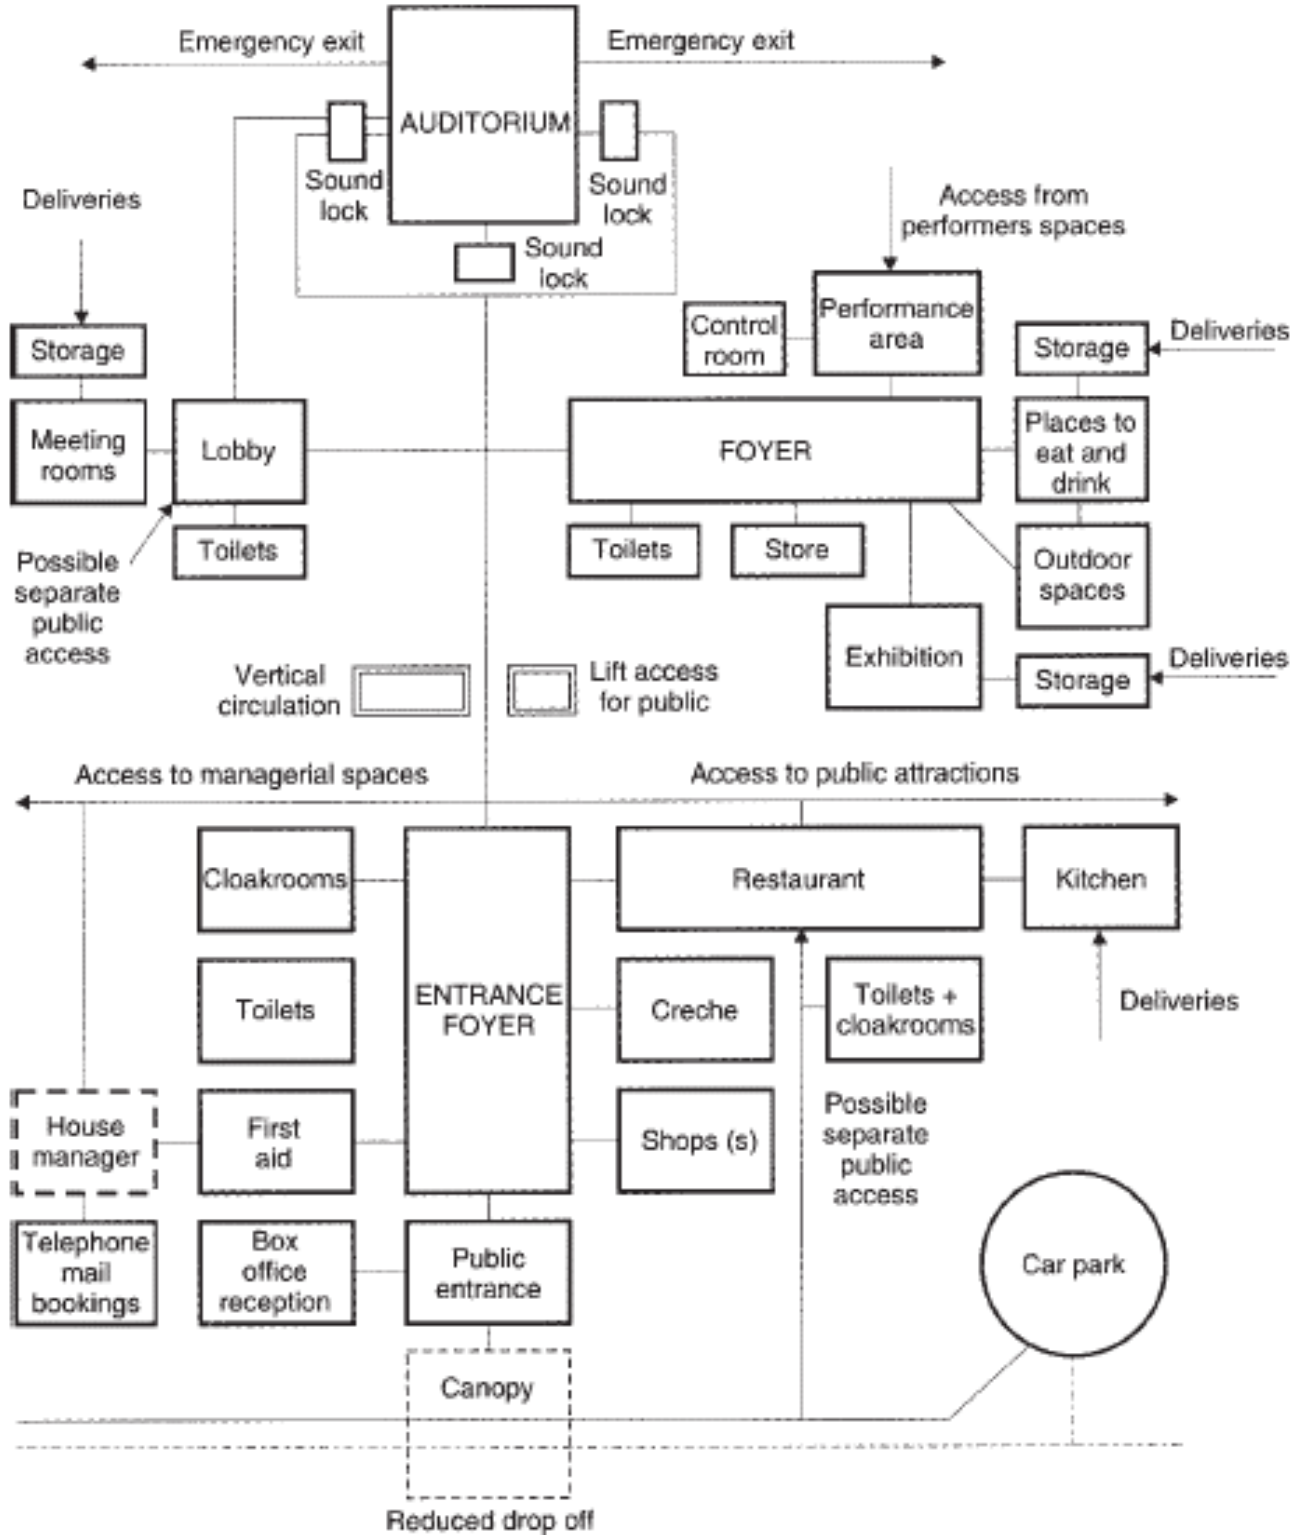 Emergency exit
Emergency exit
AUDITORIUM
Sound
lock
Sound
lock
Sound
lock
Deliveries
Access from
performers spaces
Storage
Control
room
Performance
area
Storage
Deliveries
Meeting
rooms
Lobby
FOYER
Places to
eat and
drink
Toilets
Toilets
Store
Outdoor
spaces
Possible
separate
public
access
Exhibition
Storage
Deliveries
Vertical
circulation
Lift access
for public
Access to managerial spaces
Access to public attractions
Cloakrooms
Restaurant
Kitchen
Toilets
ENTRANCE
FOYER
Creche
Toilets +
cloakrooms
Deliveries
House
manager
First
aid
Shops (s)
Possible
separate
public
access
Telephone
mail
bookings
Box
office
reception
Public
entrance
Car park
Canopy
Reduced drop off